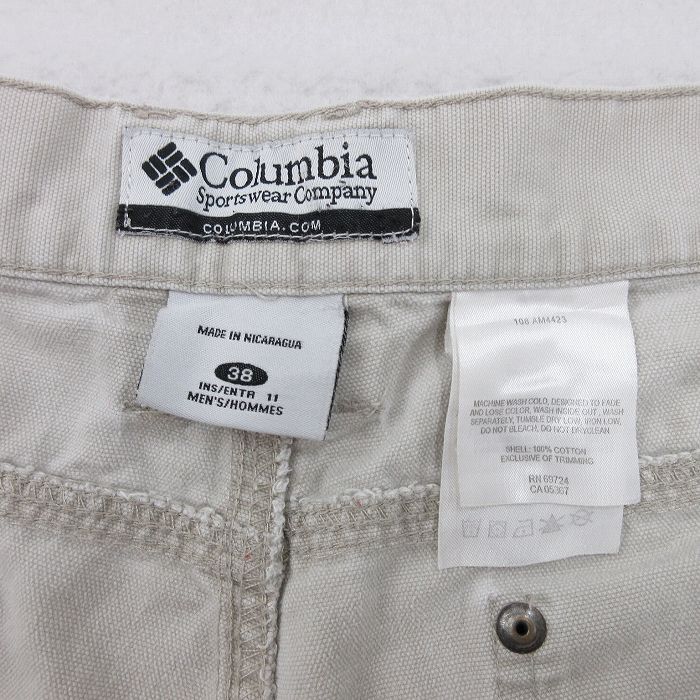 Columbia
Sportswear Company
COLUMBIA.COM
MADE IN NICARAGUA
38
INS/ENTR 11
MEN'S/HOMMES
108 AM4423
MACHINE WASH COLD, DESIGNED TO FADE
AND LOSE COLOR, WASH INSIDE OUT, WASH
SEPARATELY, TUMBLE DRY LOW, IRON LOW,
DO NOT BLEACH, DO NOT DRYCLEAN.
SHELL: 100% COTTON
EXCLUSIVE OF TRIMMING
RN 69724
CA 05367